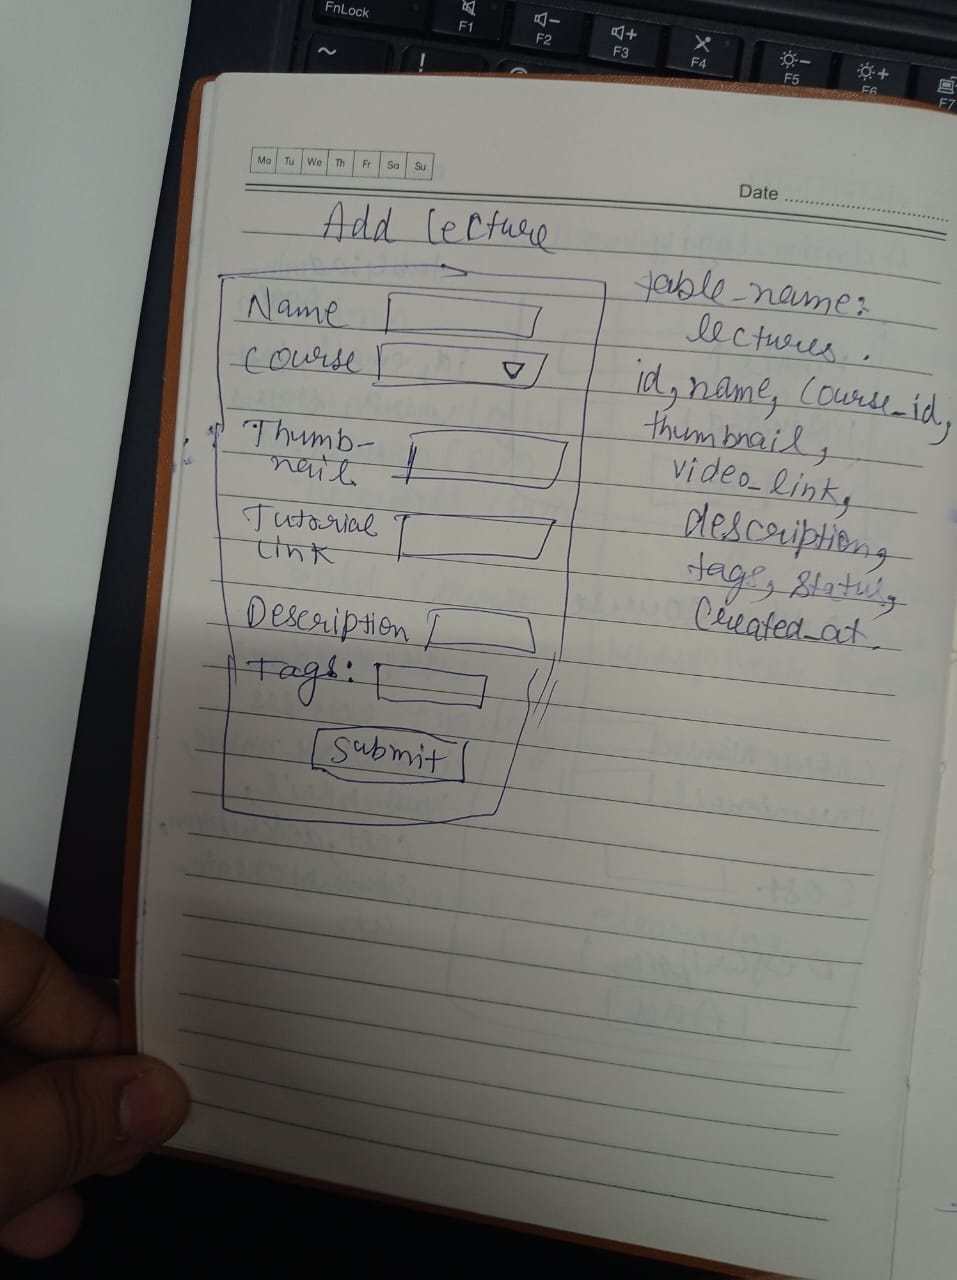 FnLock
F1
F2
F3
F4
F5
F6
F7
~
!
Mo Tu We Th Fr Sa Su
Date
Add lecture
Name
Course
Thumb-
nail
Tutorial
Link
Description
Tags:
Submit
table_name:
lectures.
id, name, Course_id,
thumbnail,
video_link,
description,
tags, status,
Created_at.